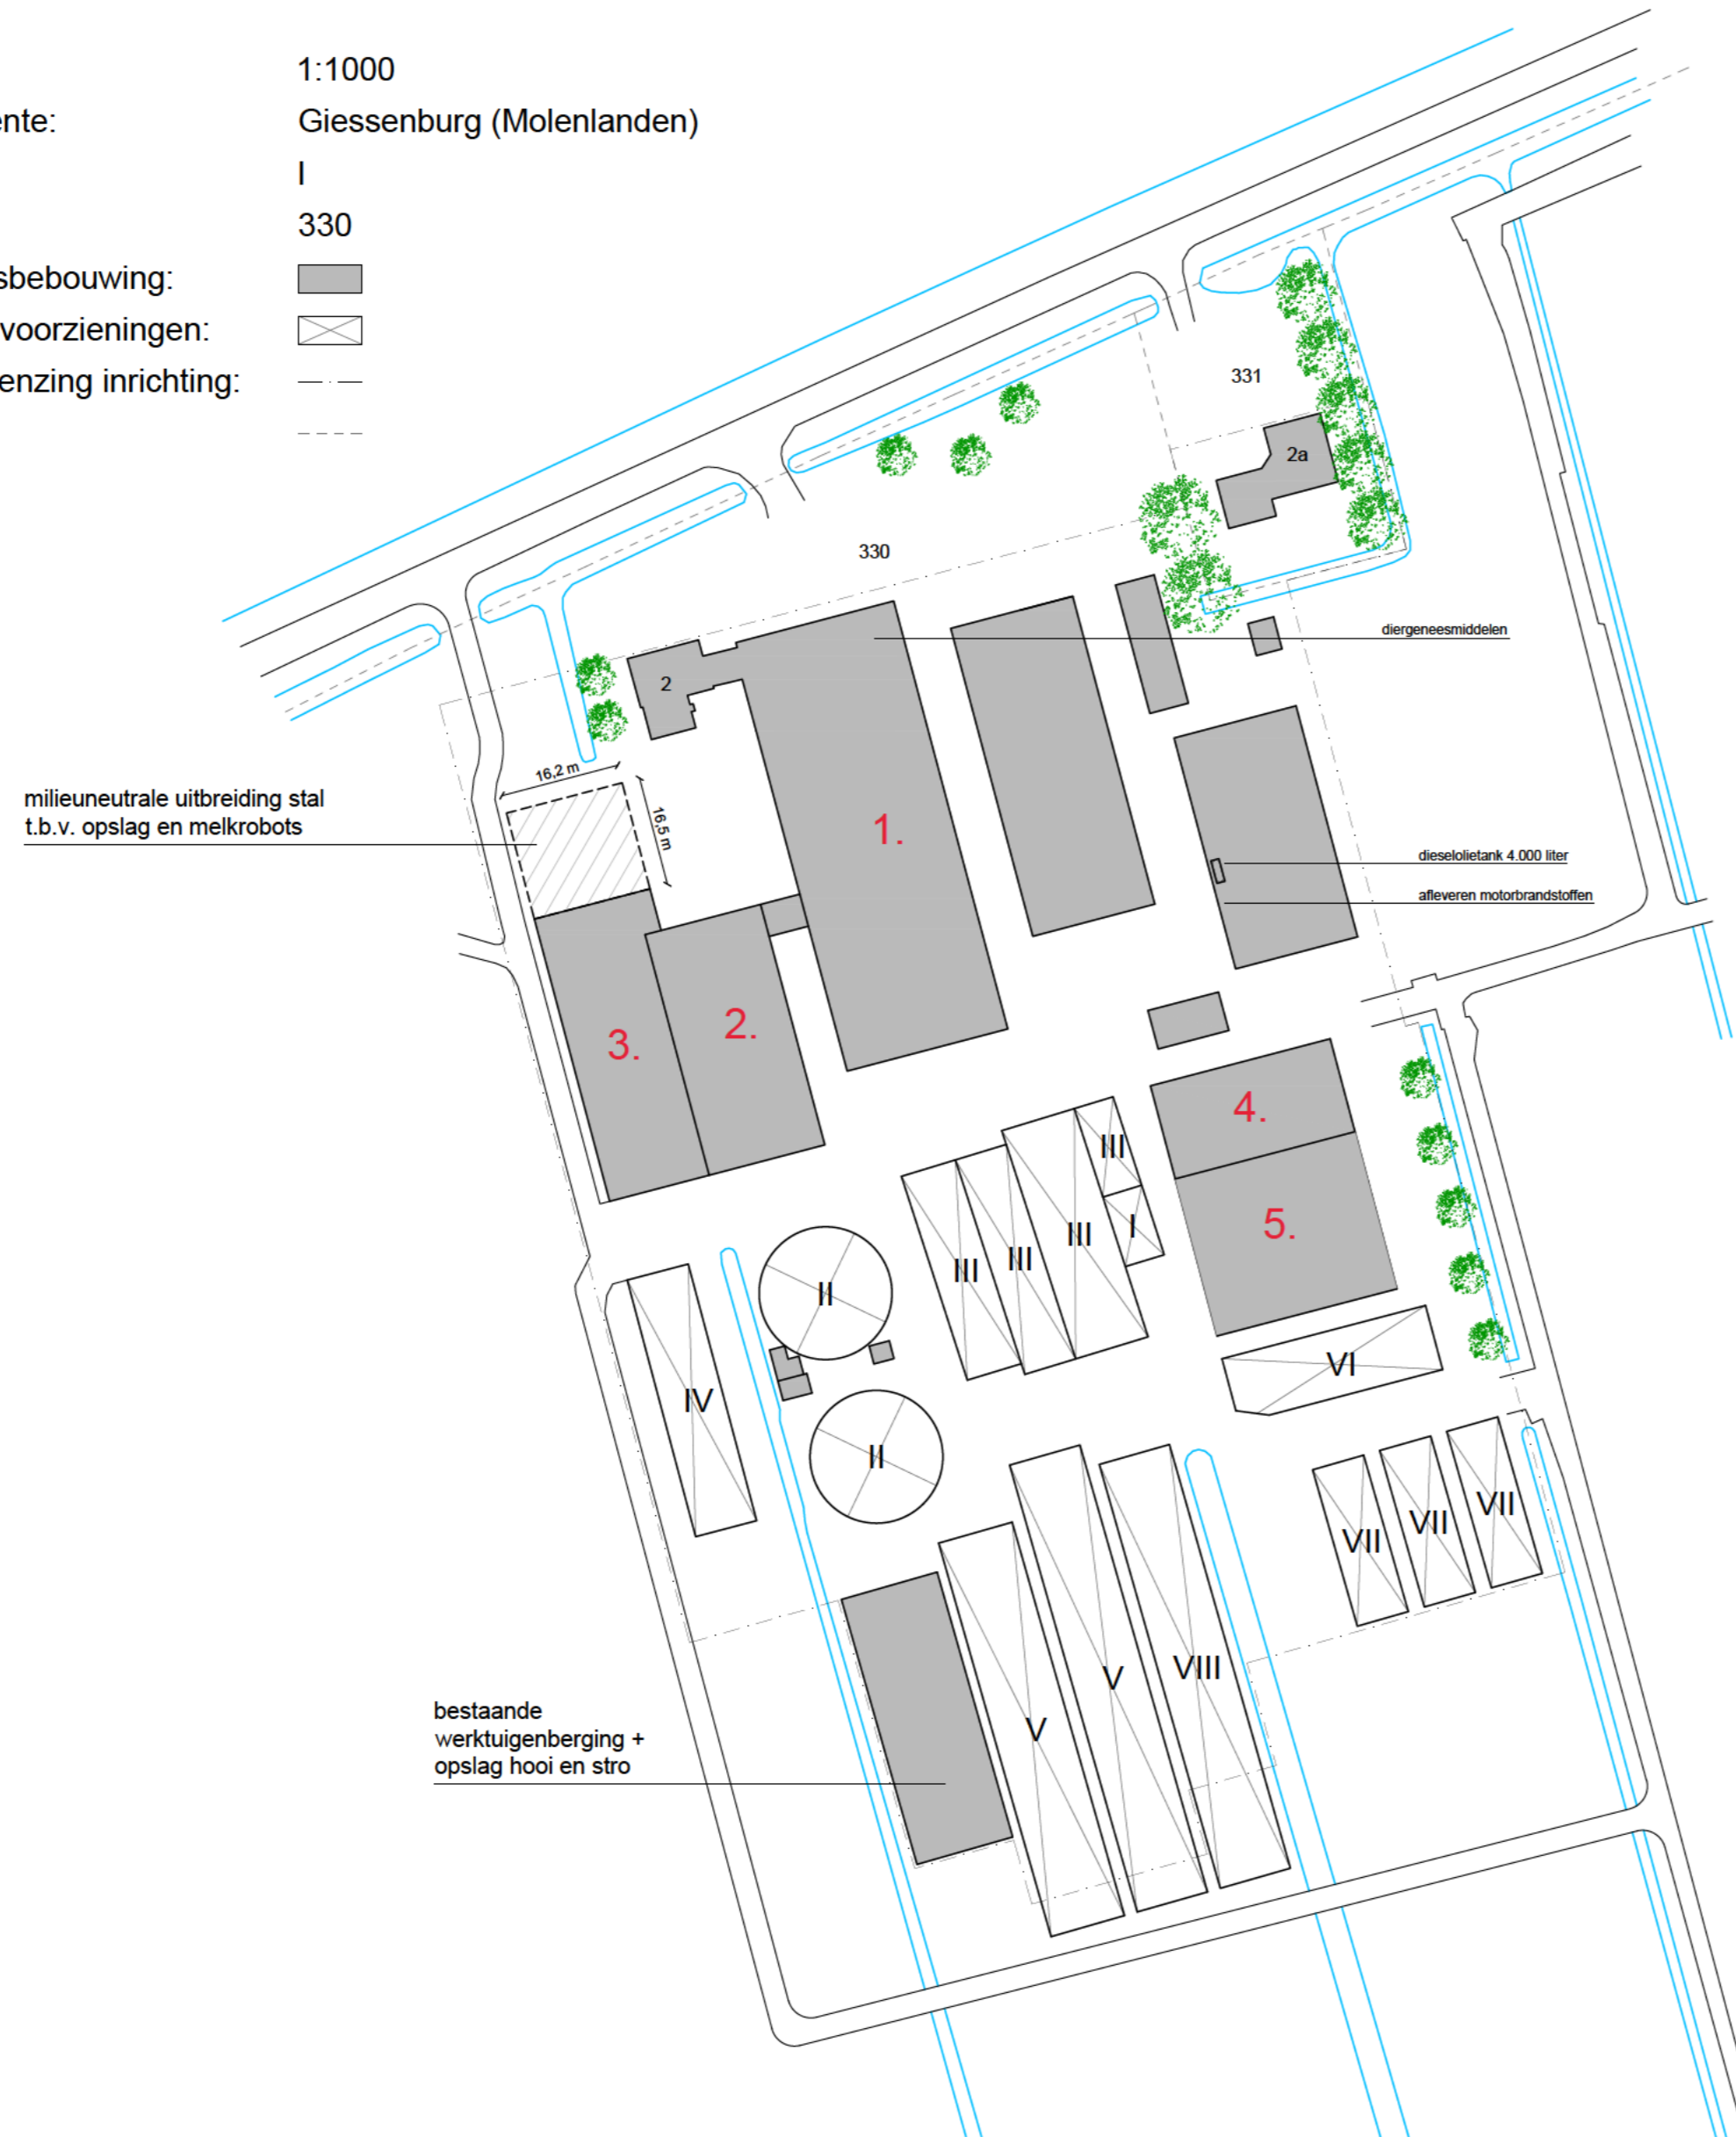 1:1000
ente:
Giessenburg (Molenlanden)
I
330
sbebouwing:
voorzieningen:
enzing inrichting:
331
2a
330
diergeneesmiddelen
2
16,2 m
milieuneutrale uitbreiding stal
t.b.v. opslag en melkrobots
16,5 m
1.
dieselolietank 4.000 liter
afleveren motorbrandstoffen
2.
3.
4.
III
5.
I
III
III
III
II
VI
IV
II
VII
VII
VII
VIII
V
V
bestaande
werktuigenberging +
opslag hooi en stro